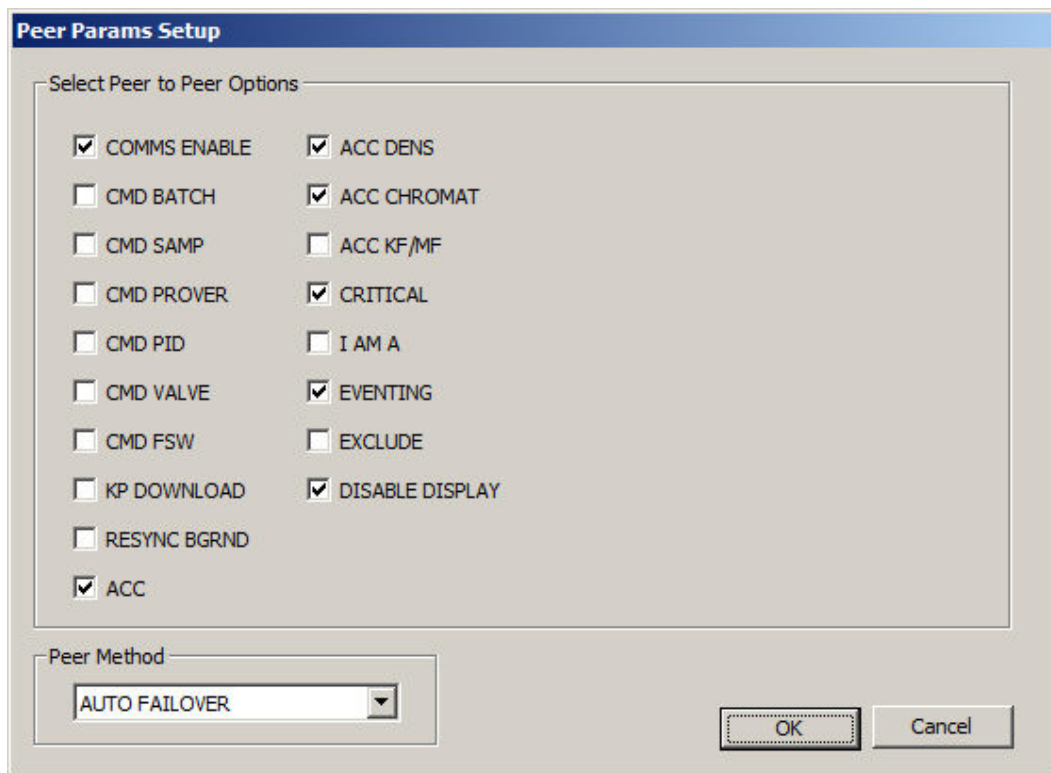 Peer Params Setup
Select Peer to Peer Options
COMMS ENABLE
CMD BATCH
CMD SAMP
CMD PROVER
CMD PID
CMD VALVE
CMD FSW
KP DOWNLOAD
RESYNC BGRND
ACC
ACC DENS
ACC CHROMAT
ACC KF/MF
CRITICAL
I AM A
EVENTING
EXCLUDE
DISABLE DISPLAY
Peer Method
AUTO FAILOVER
OK
Cancel